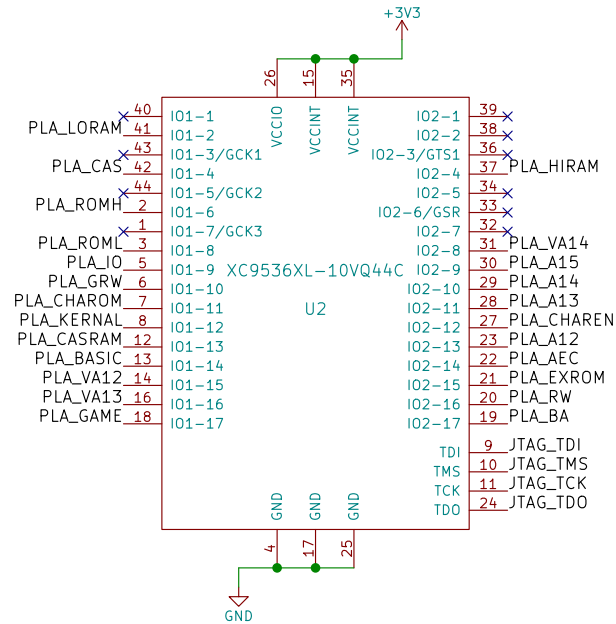 +3V3
26
15
35
VCCIO
VCCINT
VCCINT
40 IO1-1
PLA_LORAM 41 IO1-2
43 IO1-3/GCK1
PLA_CAS 42 IO1-4
44 IO1-5/GCK2
PLA_ROMH 2 IO1-6
1 IO1-7/GCK3
PLA_ROML 3 IO1-8
PLA_IO 5 IO1-9
PLA_GRW 6 IO1-10
PLA_CHAROM 7 IO1-11
PLA_KERNAL 8 IO1-12
PLA_CASRAM 12 IO1-13
PLA_BASIC 13 IO1-14
PLA_VA12 14 IO1-15
PLA_VA13 16 IO1-16
PLA_GAME 18 IO1-17
XC9536XL-10VQ44C
U2
IO2-1 39
IO2-2 38
IO2-3/GTS1 36
IO2-4 37 PLA_HIRAM
IO2-5 34
IO2-6/GSR 33
IO2-7 32
IO2-8 31 PLA_VA14
IO2-9 30 PLA_A15
IO2-10 29 PLA_A14
IO2-11 28 PLA_A13
IO2-12 27 PLA_CHAREN
IO2-13 23 PLA_A12
IO2-14 22 PLA_AEC
IO2-15 21 PLA_EXROM
IO2-16 20 PLA_RW
IO2-17 19 PLA_BA
TDI 9 JTAG_TDI
TMS 10 JTAG_TMS
TCK 11 JTAG_TCK
TDO 24 JTAG_TDO
GND
GND
GND
4
17
25
GND